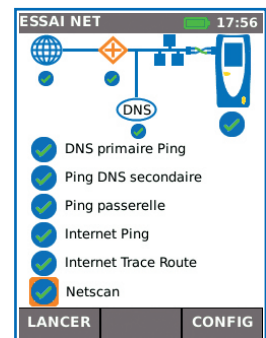 ESSAI NET 17:56
DNS
DNS primaire Ping
Ping DNS secondaire
Ping passerelle
Internet Ping
Internet Trace Route
Netscan
LANCER CONFIG